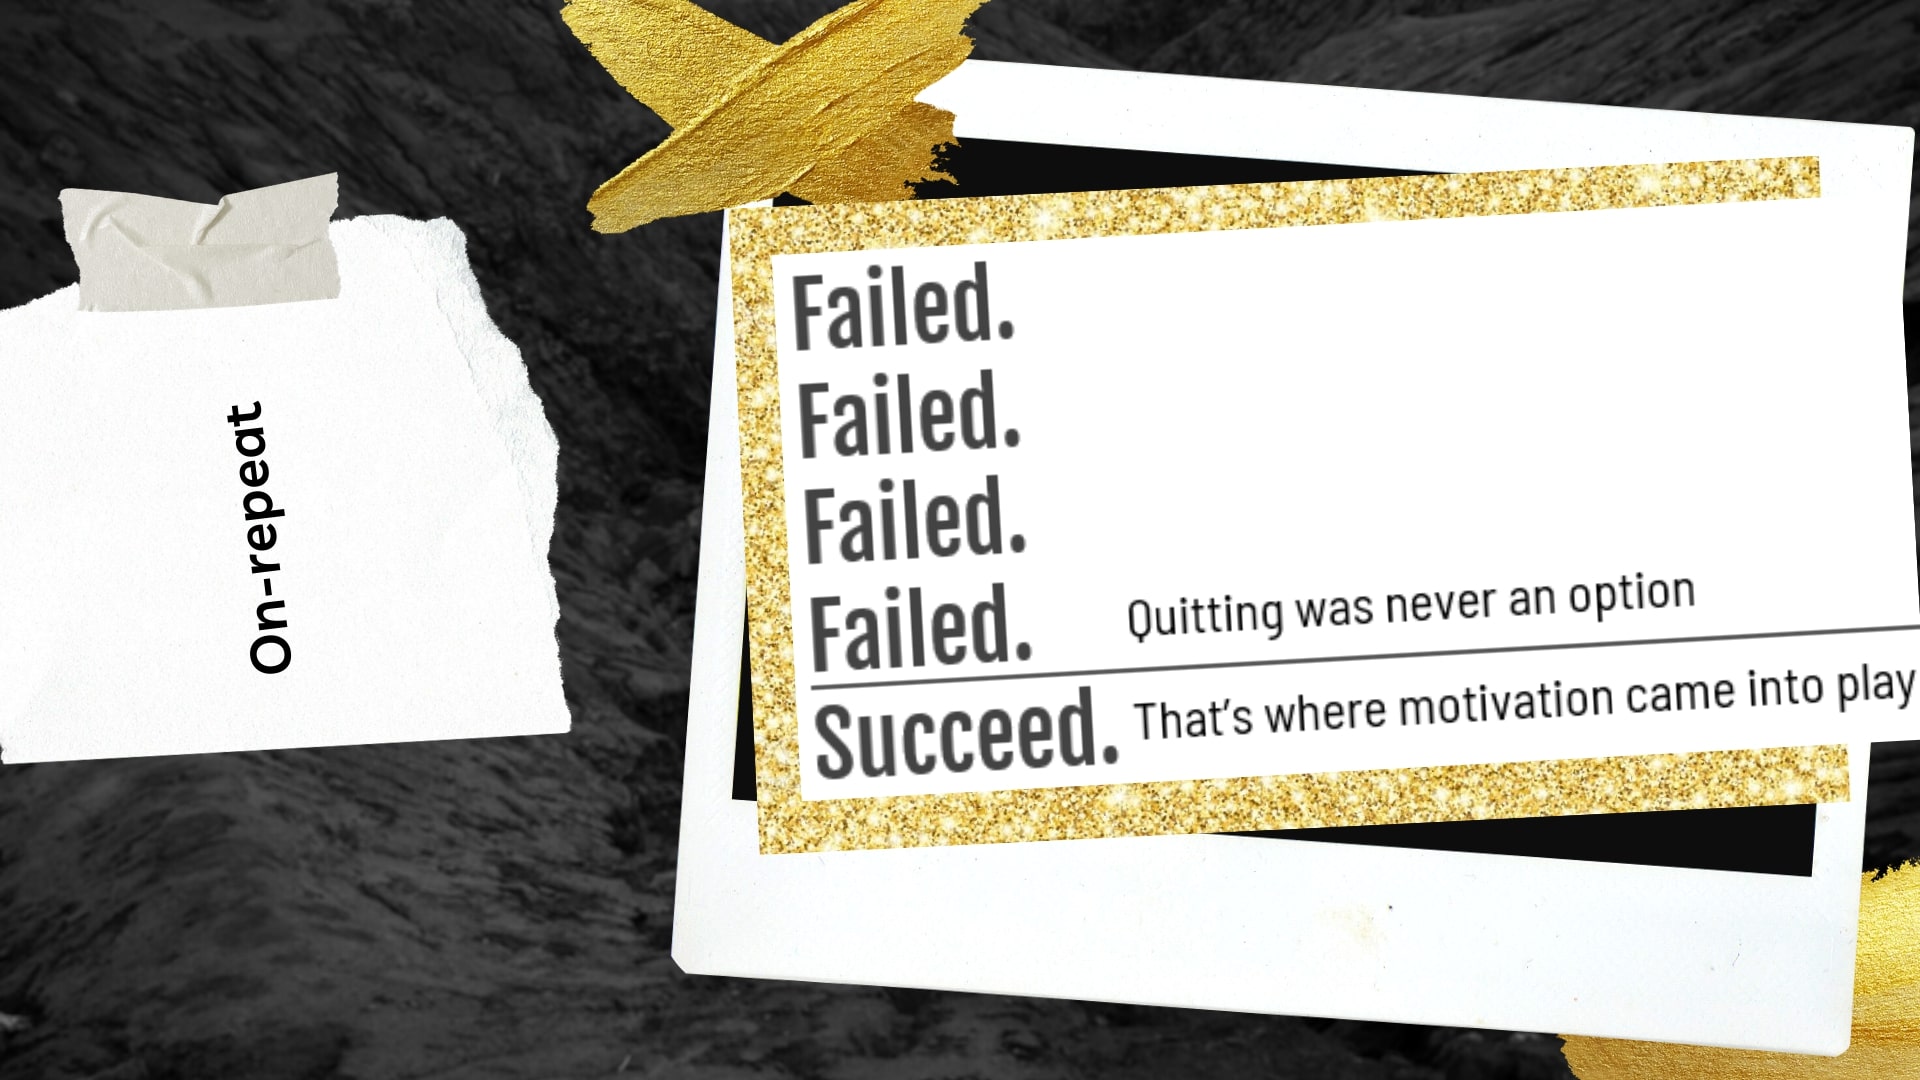 On-repeat
Failed.
Failed.
Failed.
Failed.
Quitting was never an option
Succeed.
That's where motivation came into play